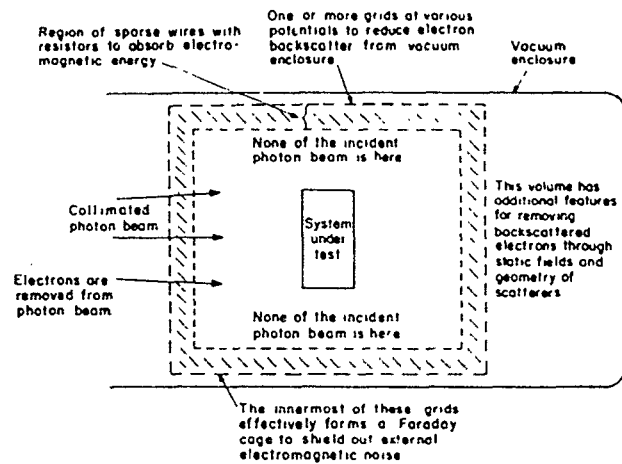 Region of sparse wires with
resistors to absorb electro-
magnetic energy
One or more grids at various
potentials to reduce electron
backscatter from vacuum
enclosure
Vacuum
enclosure
None of the incident
photon beam is here
Collimated
photon beam
System
under
test
This volume has
additional features
for removing
backscattered
electrons through
static fields and
geometry of
scatterers
Electrons are
removed from
photon beam
None of the incident
photon beam is here
The innermost of these grids
effectively forms a Faraday
cage to shield out external
electromagnetic noise